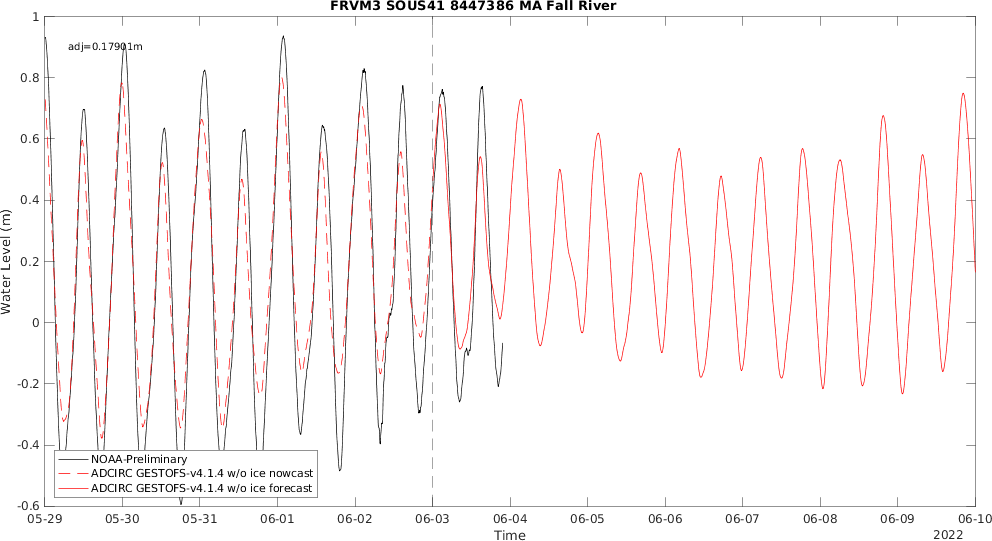 FRVM3 SOUS41 8447386 MA Fall River
adj=0.17901m
Water Level (m)
1
0.8
0.6
0.4
0.2
0
-0.2
-0.4
-0.6
NOAA-Preliminary
ADCIRC GESTOFS-v4.1.4 w/o ice nowcast
ADCIRC GESTOFS-v4.1.4 w/o ice forecast
05-29 05-30 05-31 06-01 06-02 06-03 06-04 06-05 06-06 06-07 06-08 06-09 06-10
Time
2022